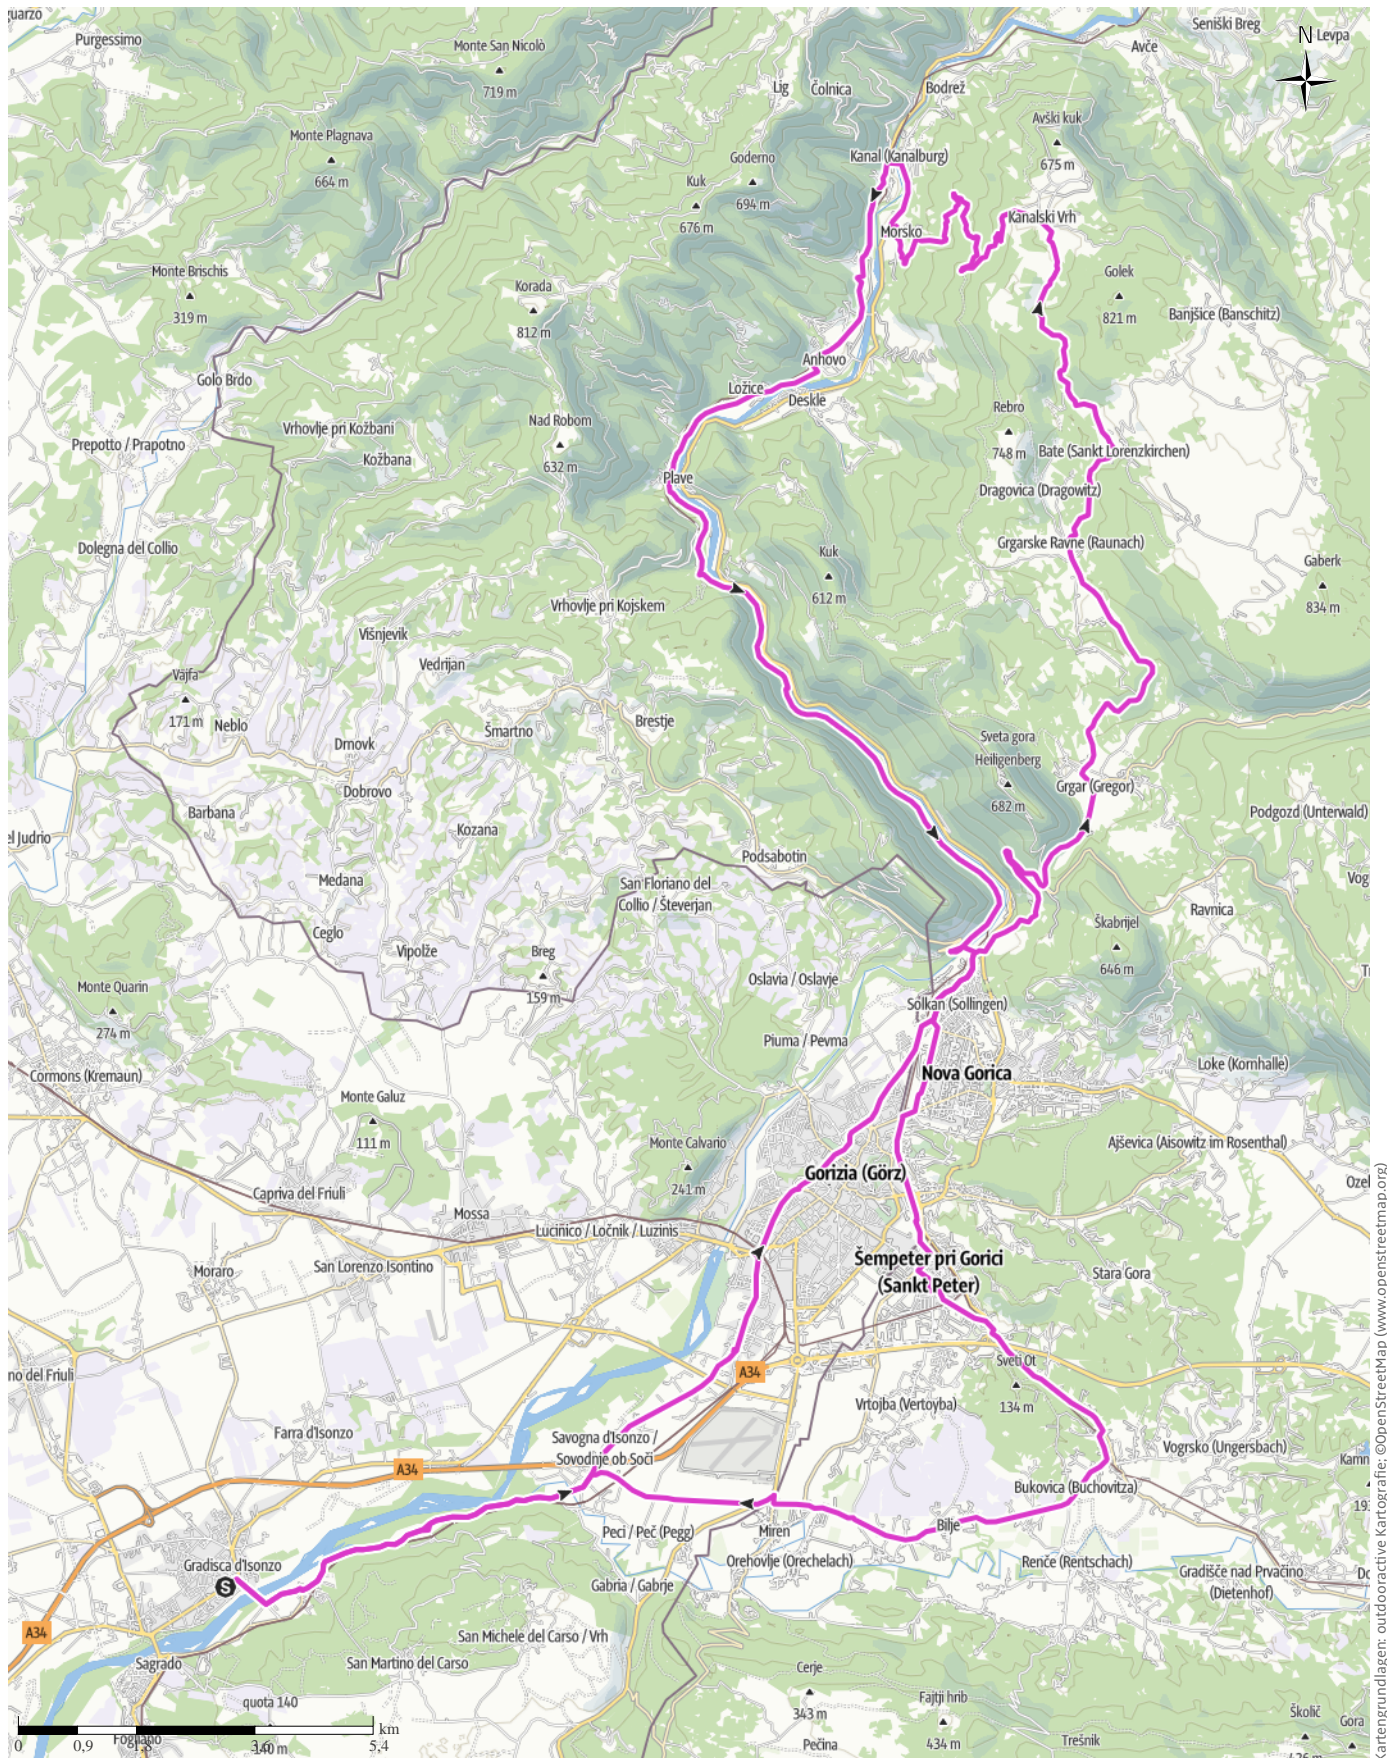 uarzo
Purgessimo
Monte San Nicolò
719 m
Seniški Breg
N
Levpa
Avče
Lig
Čolnica
Bodrež
Monte Plagnava
664 m
Avški kuk
675 m
Goderno
694 m
Kanal (Kanalburg)
Kuk
676 m
Morsko
Kanalski Vrh
Monte Brischis
319 m
Korada
812 m
Golek
821 m
Banjšice (Banschitz)
Golo Brdo
Anhovo
Ložice
Deskle
Rebro
748 m
Prepotto / Prapotno
Vrhovlje pri Kožbani
Kožbana
Nad Robom
632 m
Bate (Sankt Lorenzkirchen)
Plave
Dragovica (Dragowitz)
Dolegna del Collio
Grgarske Ravne (Raunach)
Kuk
612 m
Gaberk
834 m
Vrhovlje pri Kojskem
Višnjevik
Vedrijan
Vajfa
171 m
Neblo
Drnovk
Šmartno
Brestje
Sveta gora
Heiligenberg
682 m
Grgar (Gregor)
Dobrovo
Barbana
Kozana
Podgozd (Unterwald)
el Judrio
Podsabotin
Medana
San Floriano del
Collio / Števerjan
Vog
Ravnica
Ceglo
Vipolže
Breg
159 m
Škabrijel
646 m
Oslavia / Oslavje
Monte Quarin
274 m
Solkan (Sollingen)
Piuma / Pevma
Cormons (Kremaun)
Nova Gorica
Loke (Kornhalle)
Monte Galuz
111 m
Monte Calvario
241 m
Ajševica (Aisowitz im Rosenthal)
Gorizia (Görz)
Ozel
Capriva del Friuli
Mossa
Lucinico / Ločnik / Luzinis
Moraro
San Lorenzo Isontino
Šempeter pri Gorici
(Sankt Peter)
Stara Gora
no del Friuli
A34
Sveti Ot
134 m
Vrtojba (Vertoyba)
Farra d'Isonzo
Savogna d'Isonzo /
Sovodnje ob Soči
Vogrsko (Ungersbach)
A34
Kamn
Bukovica (Buchovitza)
Bilje
Peci / Peč (Pegg)
Miren
Orehovlje (Orechelach)
Renče (Rentschach)
Gradisca d'Isonzo
S
Gabria / Gabrje
Gradišče nad Prvačino
(Dietenhof)
A34
San Michele del Carso / Vrh
Sagrado
San Martino del Carso
Cerje
343 m
quota 140
Fajtji hrib
434 m
Školič
Gora
Trešnik
Pečina
0
0,9
5,4
km
artengrundlagen: outdooractive Kartografie; ©OpenStreetMap (www.openstreetmap.org)